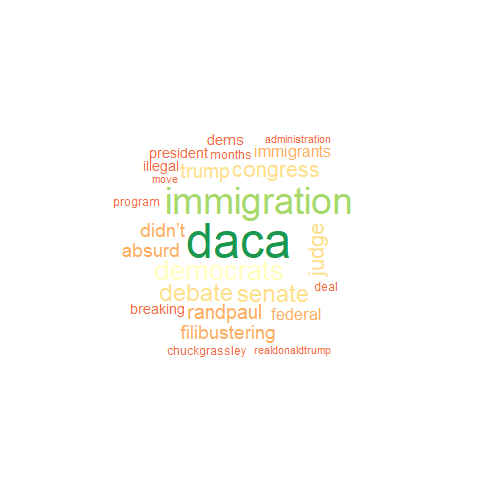 dems administration
president months immigrants
illegal trump congress
move
program immigration
didn't daca judge
absurd
democrats
debate senate deal
breaking randpaul federal
filibustering
chuckgrassley realdonaldtrump